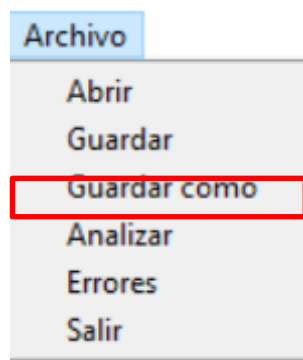 Archivo
Abrir
Guardar
Guardar como
Analizar
Errores
Salir